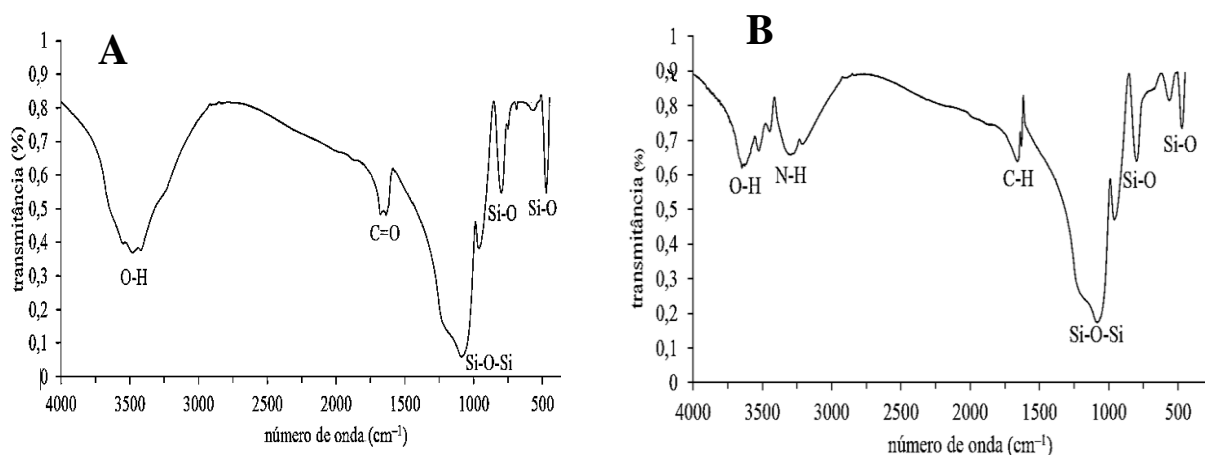 A
transmitância (%)
1
0,9
0,8
0,7
0,6
0,5
0,4
0,3
0,2
0,1
0
O-H
C=O
Si-O-Si
Si-O
Si-O
4000 3500 3000 2500 2000 1500 1000 500
número de onda (cm⁻¹)
B
transmitância (%)
1
0,9
0,8
0,7
0,6
0,5
0,4
0,3
0,2
0,1
0
O-H
N-H
C-H
Si-O-Si
Si-O
Si-O
4000 3500 3000 2500 2000 1500 1000 500
número de onda (cm⁻¹)